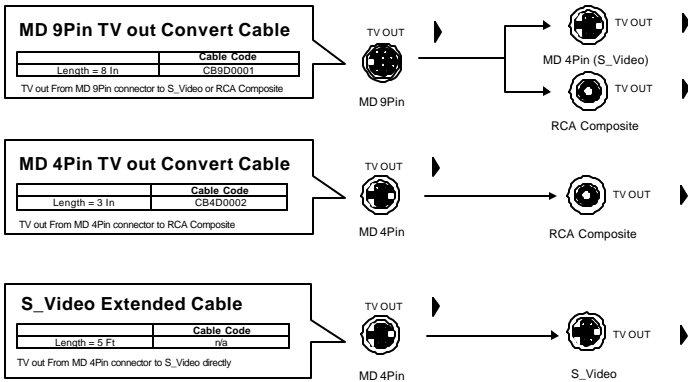 MD 9Pin TV out Convert Cable
Cable Code
Length = 8 In CB9D0001
TV out From MD 9Pin connector to S_Video or RCA Composite
TV OUT
MD 9Pin
TV OUT
MD 4Pin (S_Video)
TV OUT
RCA Composite
MD 4Pin TV out Convert Cable
Cable Code
Length = 3 In CB4D0002
TV out From MD 4Pin connector to RCA Composite
TV OUT
MD 4Pin
TV OUT
RCA Composite
S_Video Extended Cable
Cable Code
Length = 5 Ft n/a
TV out From MD 4Pin connector to S_Video directly
TV OUT
MD 4Pin
TV OUT
S_Video